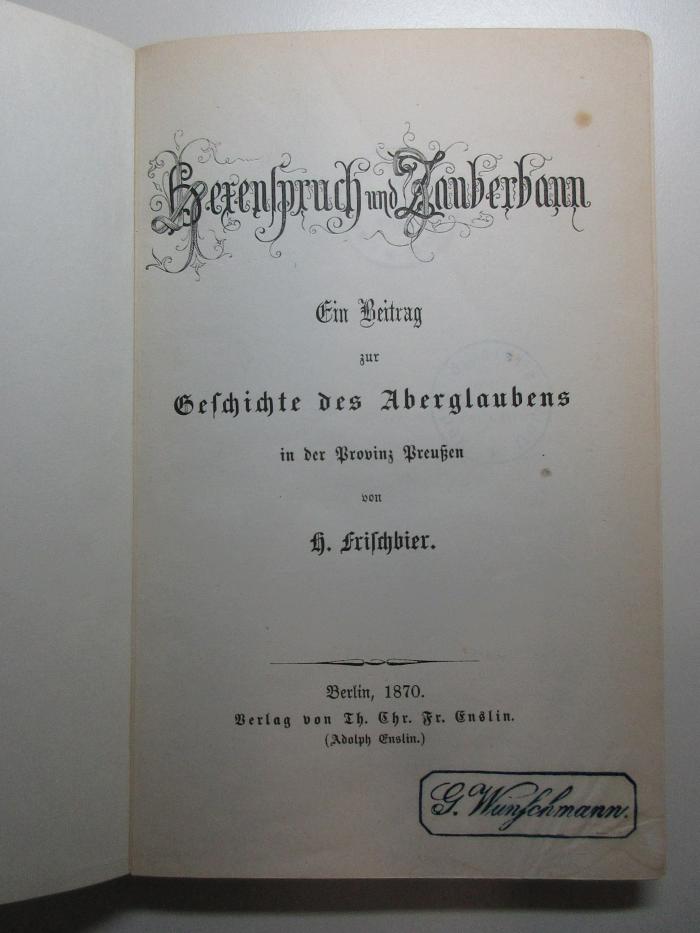 Hexenſpruch und Zauberbann
Ein Beitrag
zur
Geſchichte des Aberglaubens
in der Provinz Preußen
von
H. Friſchbier.
Berlin, 1870.
Verlag von Th. Chr. Fr. Enslin.
(Adolph Enslin.)
G. Wunſchmann.